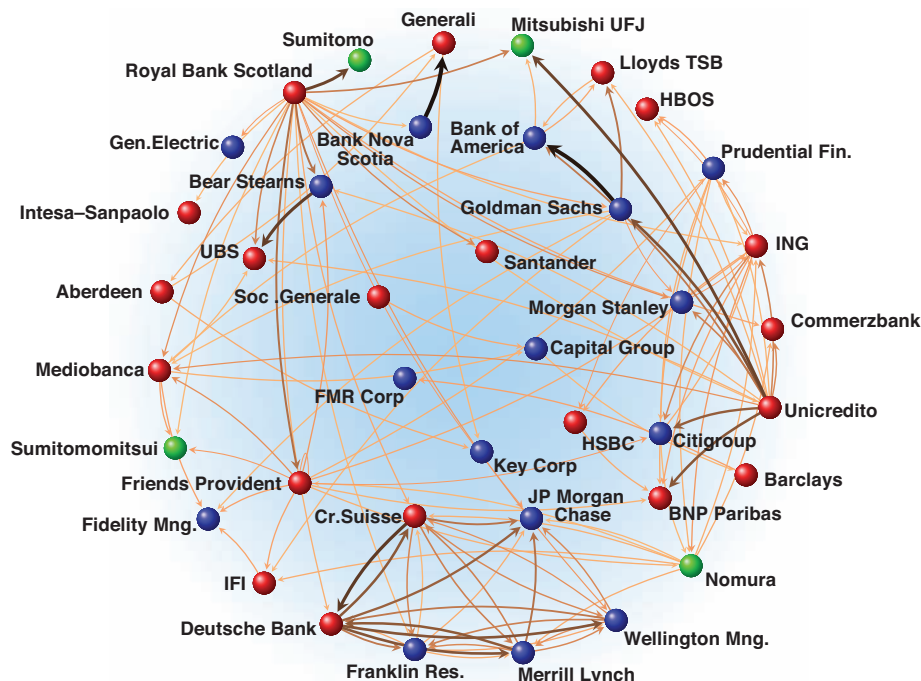 Generali
Mitsubishi UFJ
Sumitomo
Royal Bank Scotland
Lloyds TSB
HBOS
Gen.Electric
Bank Nova
Scotia
Bank of
America
Prudential Fin.
Bear Stearns
Goldman Sachs
Intesa–Sanpaolo
UBS
Santander
ING
Aberdeen
Soc .Generale
Morgan Stanley
Commerzbank
Mediobanca
Capital Group
FMR Corp
Unicredito
HSBC
Citigroup
Sumitomomitsui
Key Corp
Barclays
Friends Provident
JP Morgan
Chase
BNP Paribas
Cr.Suisse
Fidelity Mng.
Nomura
IFI
Deutsche Bank
Wellington Mng.
Franklin Res.
Merrill Lynch